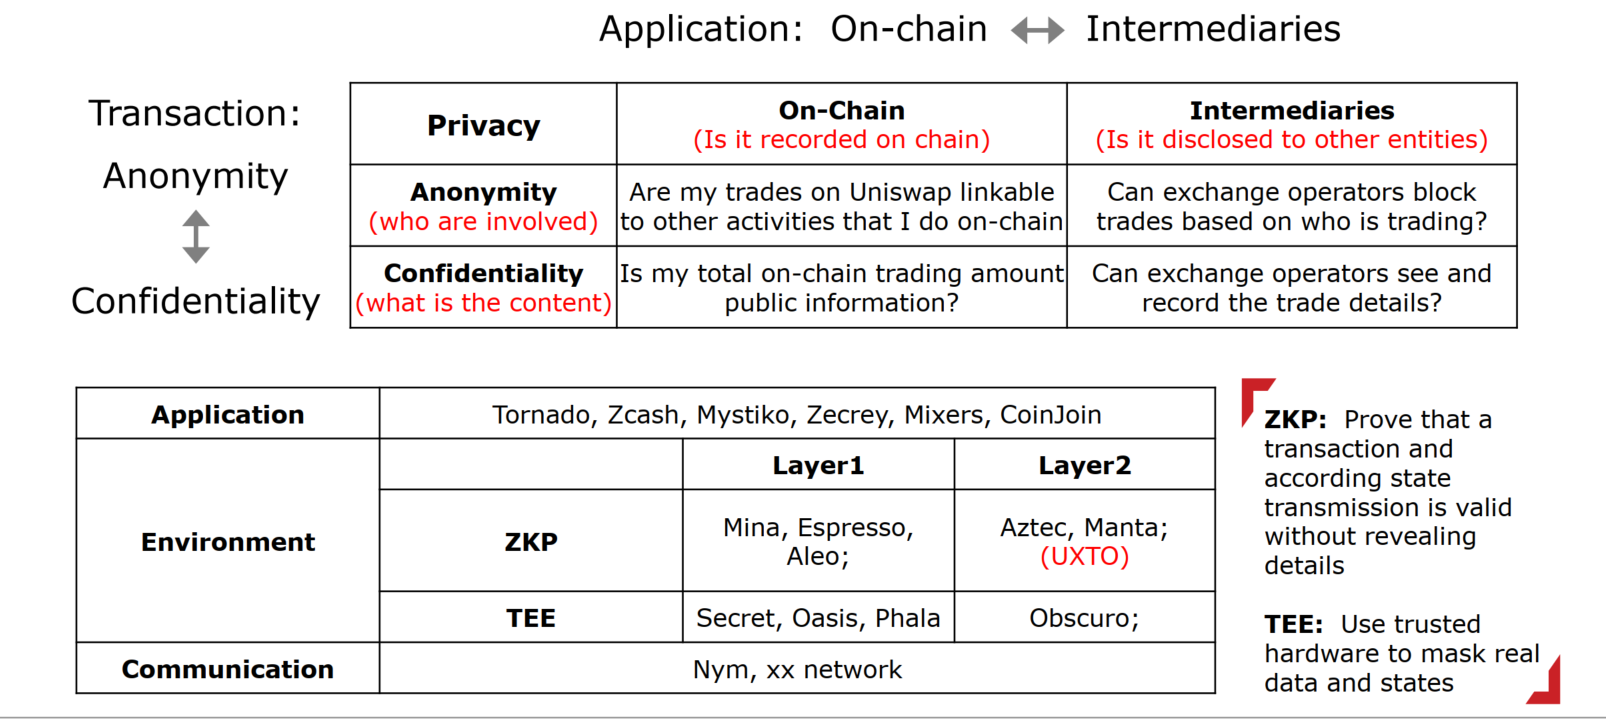 Application: On-chain Intermediaries
Transaction:
Anonymity
Confidentiality
Privacy
On-Chain
(Is it recorded on chain)
Intermediaries
(Is it disclosed to other entities)
Anonymity
(who are involved)
Are my trades on Uniswap linkable
to other activities that I do on-chain
Can exchange operators block
trades based on who is trading?
Confidentiality
(what is the content)
Is my total on-chain trading amount
public information?
Can exchange operators see and
record the trade details?
Application
Tornado, Zcash, Mystiko, Zecrey, Mixers, CoinJoin
Environment
Layer1
Layer2
ZKP
Mina, Espresso,
Aleo;
Aztec, Manta;
(UXTO)
TEE
Secret, Oasis, Phala
Obscuro;
Communication
Nym, xx network
ZKP: Prove that a
transaction and
according state
transmission is valid
without revealing
details
TEE: Use trusted
hardware to mask real
data and states